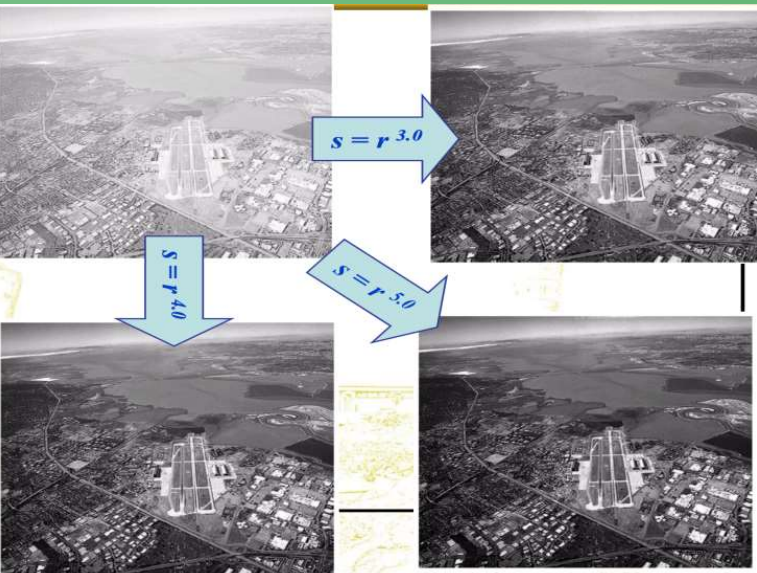 s = r 3.0
s = r 4.0
s = r 5.0